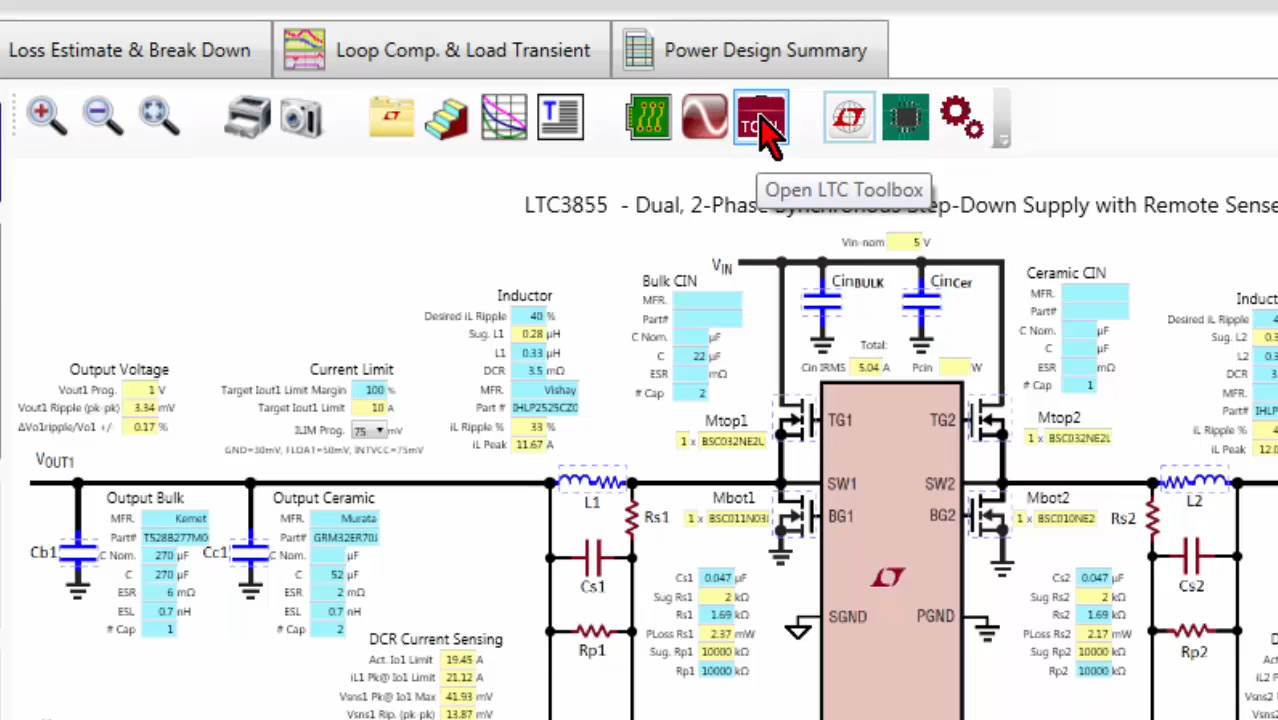 Loss Estimate & Break Down
Loop Comp. & Load Transient
Power Design Summary
T
Open LTC Toolbox
LTC3855 - Dual, 2-Phase Synchronous Step-Down Supply with Remote Sense
Vin-nom 5 V
VIN
Bulk CIN
MFR.
Part#
C Nom. µF
C 22 µF
ESR mΩ
# Cap 2
CinBULK
CinCer
Total:
Cin IRMS 5.04 A
Pcin W
Ceramic CIN
MFR.
Part#
C Nom. µF
C µF
ESR mΩ
# Cap 1
Inductor
Desired iL Ripple 40 %
Sug. L1 0.28 µH
L1 0.33 µH
DCR 3.5 mΩ
MFR. Vishay
Part # IHLP2525CZ0
iL Ripple % 33 %
iL Peak 11.67 A
Output Voltage
Vout1 Prog. 1 V
Vout1 Ripple (pk-pk) 3.34 mV
ΔVo1ripple/Vo1 +/- 0.17 %
Current Limit
Target Iout1 Limit Margin 100 %
Target Iout1 Limit 10 A
ILIM Prog. 75 mV
GND=30mV, FLOAT=50mV, INTVCC=75mV
Induct
Desired iL Ripple
Sug. L2 0.3
L2 0.3
DCR 3.
MFR.
Part # IHLP
iL Ripple % 4
iL Peak 12.0
Mtop1
1 x BSC032NE2L
TG1
TG2
Mtop2
1 x BSC032NE2L
VOUT1
L1
SW1
SW2
L2
Mbot1
1 x BSC011N03
BG1
BG2
Mbot2
1 x BSC010NE2
Output Bulk
MFR. Kemet
Part# T528B277M0
C Nom. 270 µF
C 270 µF
ESR 6 mΩ
ESL 0.7 nH
# Cap 1
Cb1
Output Ceramic
MFR. Murata
Part# GRM32ER70J
C Nom. µF
C 52 µF
ESR 2 mΩ
ESL 0.7 nH
# Cap 2
Cc1
Rs1
Cs1
Rp1
Cs1 0.047 µF
Sug Rs1 2 kΩ
Rs1 1.69 kΩ
PLoss Rs1 2.37 mW
Sug. Rp1 10000 kΩ
Rp1 10000 kΩ
SGND
PGND
Cs2 0.047 µF
Sug Rs2 2 kΩ
Rs2 1.69 kΩ
PLoss Rs2 2.17 mW
Sug. Rp2 10000 kΩ
Rp2 10000 kΩ
Rs2
Cs2
Rp2
DCR Current Sensing
Act. Io1 Limit 19.45 A
iL1 Pk@ Io1 Limit 21.12 A
Vsns1 Pk@ Io1 Max 41.93 mV
Vsns1 Rip. (pk-pk) 13.87 mV
D
Act. Io2
iL2 P
Vsns2
Vsns2